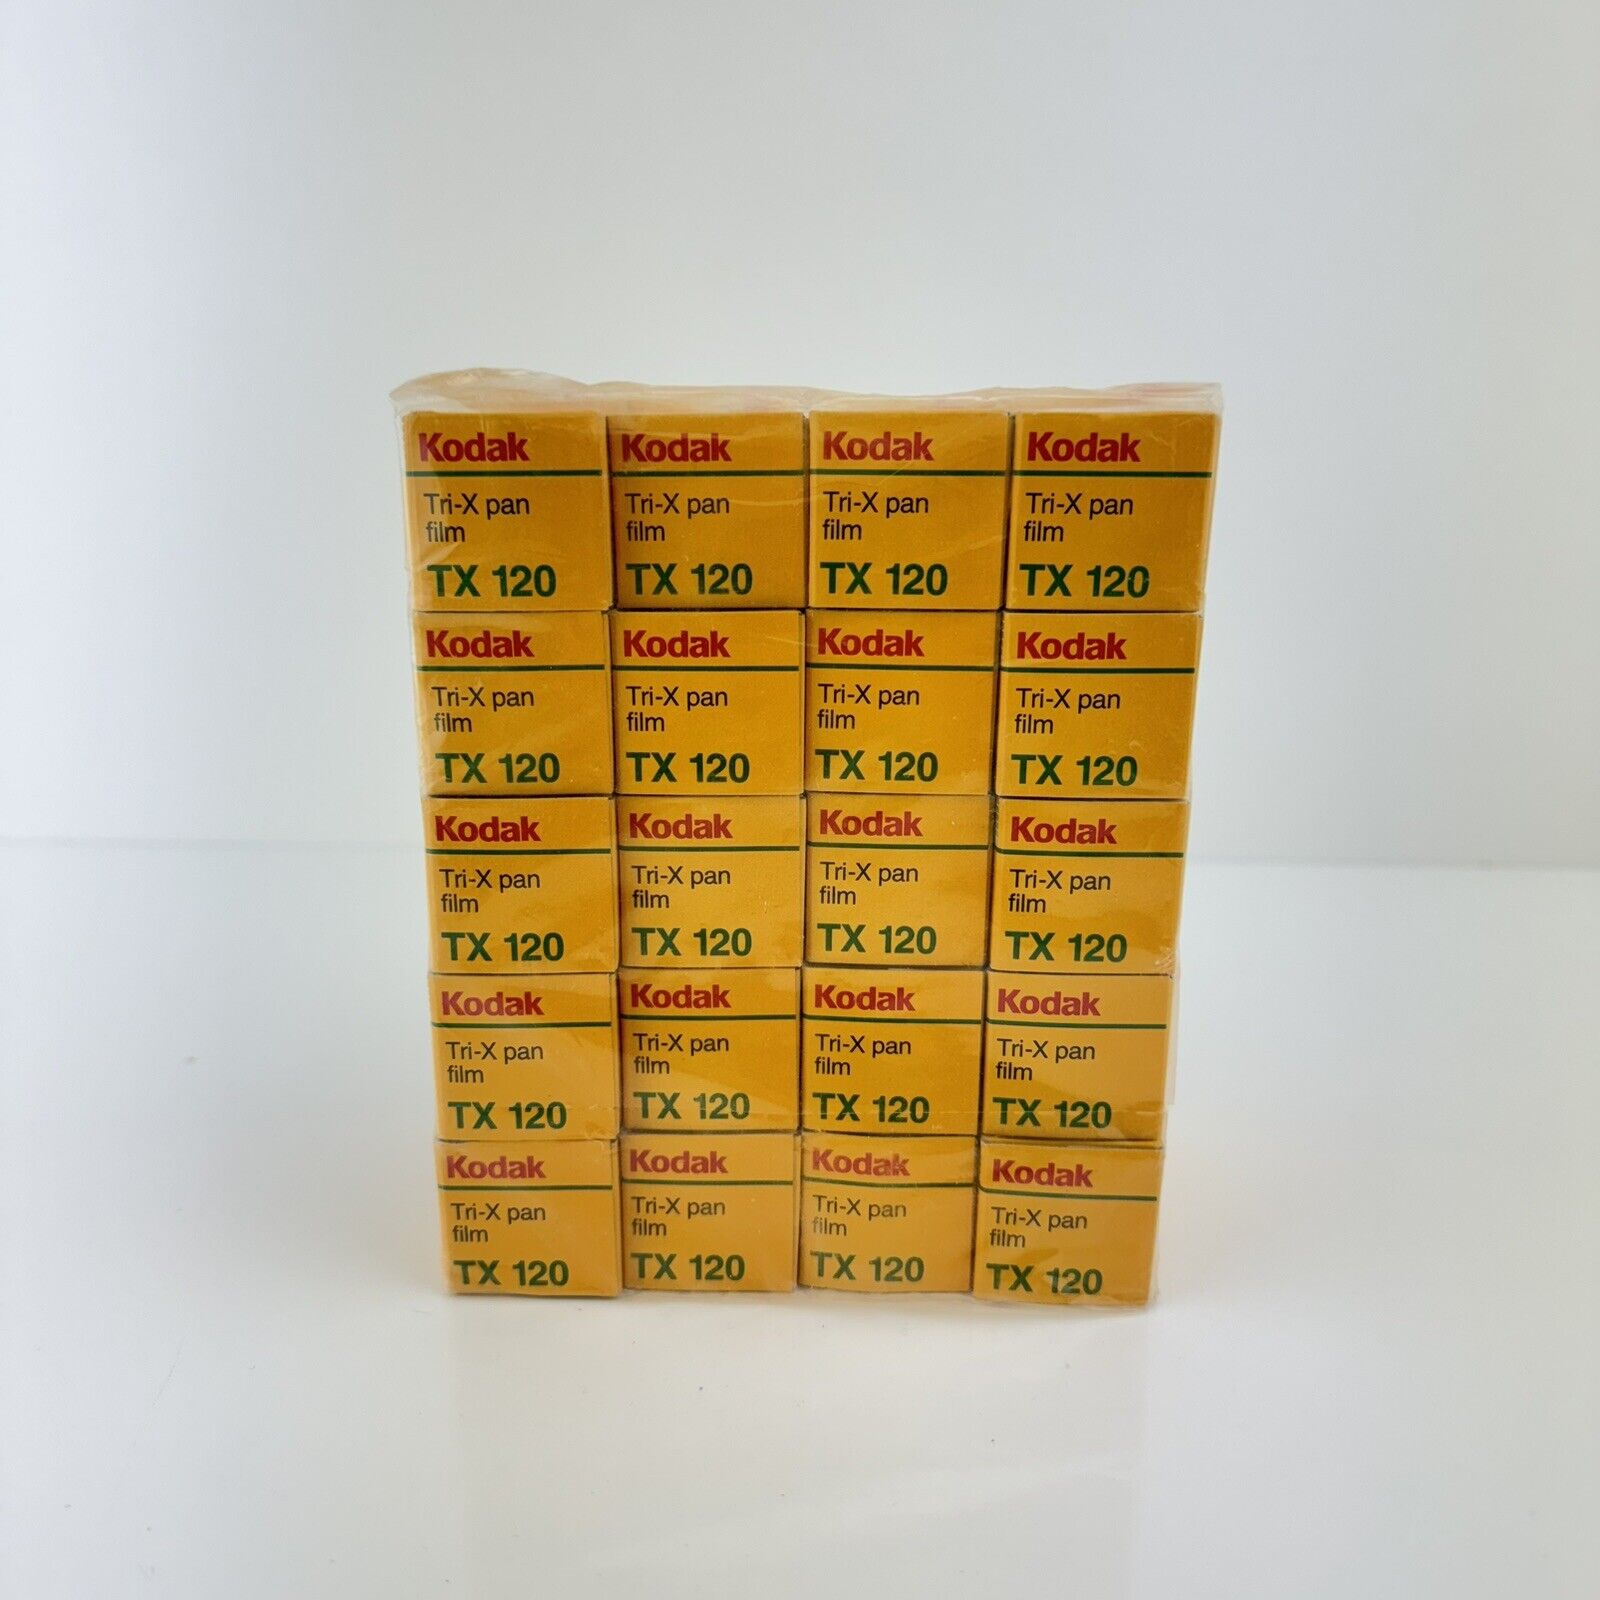 Kodak
Tri-X pan
film
TX 120
Kodak
Tri-X pan
film
TX 120
Kodak
Tri-X pan
film
TX 120
Kodak
Tri-X pan
film
TX 120
Kodak
Tri-X pan
film
TX 120
Kodak
Tri-X pan
film
TX 120
Kodak
Tri-X pan
film
TX 120
Kodak
Tri-X pan
film
TX 120
Kodak
Tri-X pan
film
TX 120
Kodak
Tri-X pan
film
TX 120
Kodak
Tri-X pan
film
TX 120
Kodak
Tri-X pan
film
TX 120
Kodak
Tri-X pan
film
TX 120
Kodak
Tri-X pan
film
TX 120
Kodak
Tri-X pan
film
TX 120
Kodak
Tri-X pan
film
TX 120
Kodak
Tri-X pan
film
TX 120
Kodak
Tri-X pan
film
TX 120
Kodak
Tri-X pan
film
TX 120
Kodak
Tri-X pan
film
TX 120